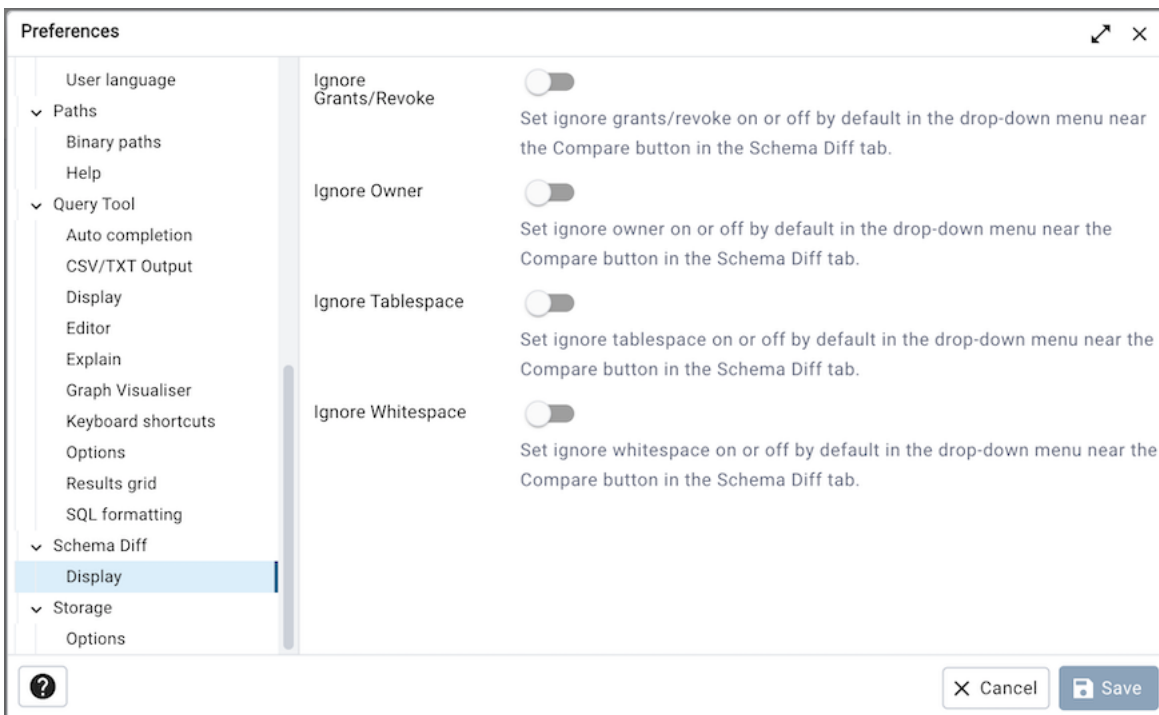 Preferences
User language
Paths
Binary paths
Help
Query Tool
Auto completion
CSV/TXT Output
Display
Editor
Explain
Graph Visualiser
Keyboard shortcuts
Options
Results grid
SQL formatting
Schema Diff
Display
Storage
Options
Ignore
Grants/Revoke
Set ignore grants/revoke on or off by default in the drop-down menu near
the Compare button in the Schema Diff tab.
Ignore Owner
Set ignore owner on or off by default in the drop-down menu near the
Compare button in the Schema Diff tab.
Ignore Tablespace
Set ignore tablespace on or off by default in the drop-down menu near the
Compare button in the Schema Diff tab.
Ignore Whitespace
Set ignore whitespace on or off by default in the drop-down menu near the
Compare button in the Schema Diff tab.
Cancel
Save